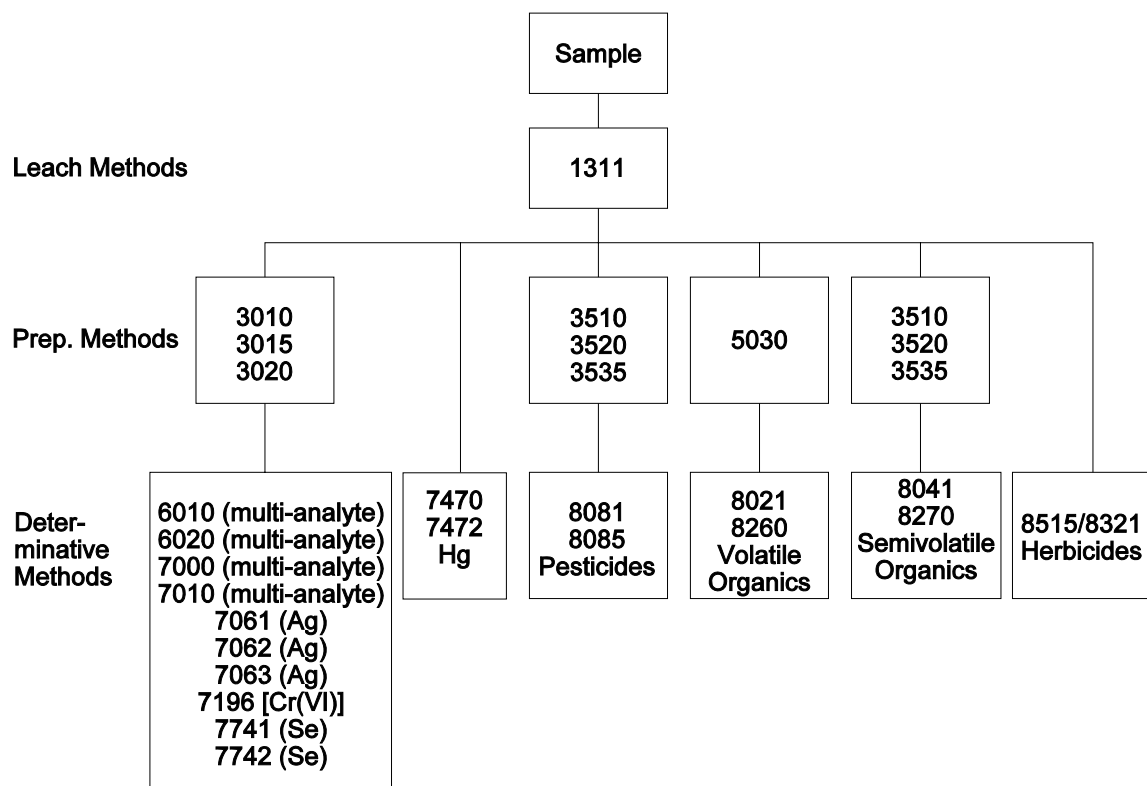 Sample
Leach Methods
1311
Prep. Methods
3010
3015
3020
3510
3520
3535
5030
3510
3520
3535
Deter-
minative
Methods
6010 (multi-analyte)
6020 (multi-analyte)
7000 (multi-analyte)
7010 (multi-analyte)
7061 (Ag)
7062 (Ag)
7063 (Ag)
7196 [Cr(VI)]
7741 (Se)
7742 (Se)
7470
7472
Hg
8081
8085
Pesticides
8021
8260
Volatile
Organics
8041
8270
Semivolatile
Organics
8515/8321
Herbicides